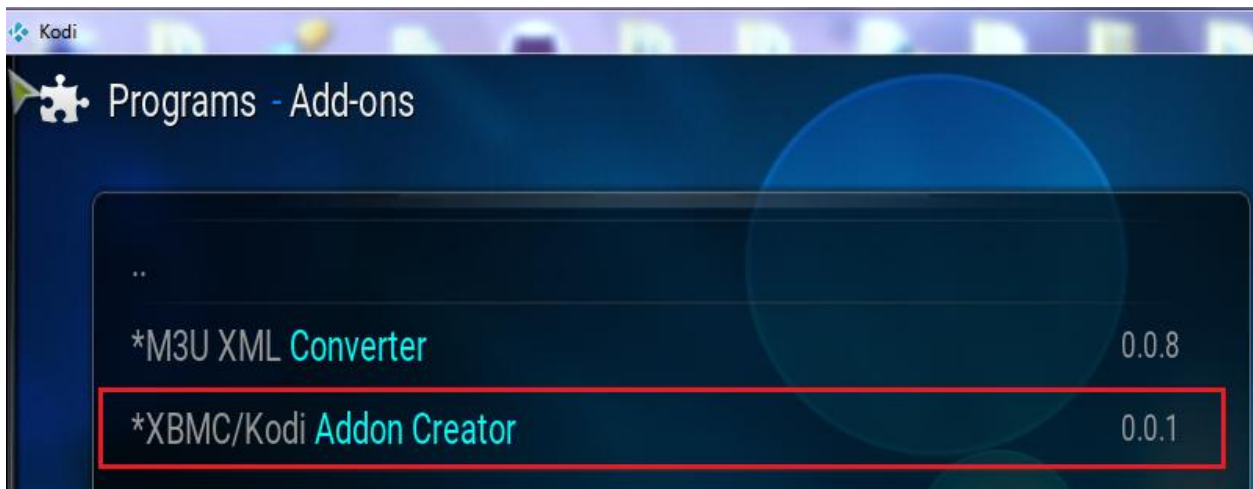 Kodi
Programs - Add-ons
..
*M3U XML Converter 0.0.8
*XBMC/Kodi Addon Creator 0.0.1